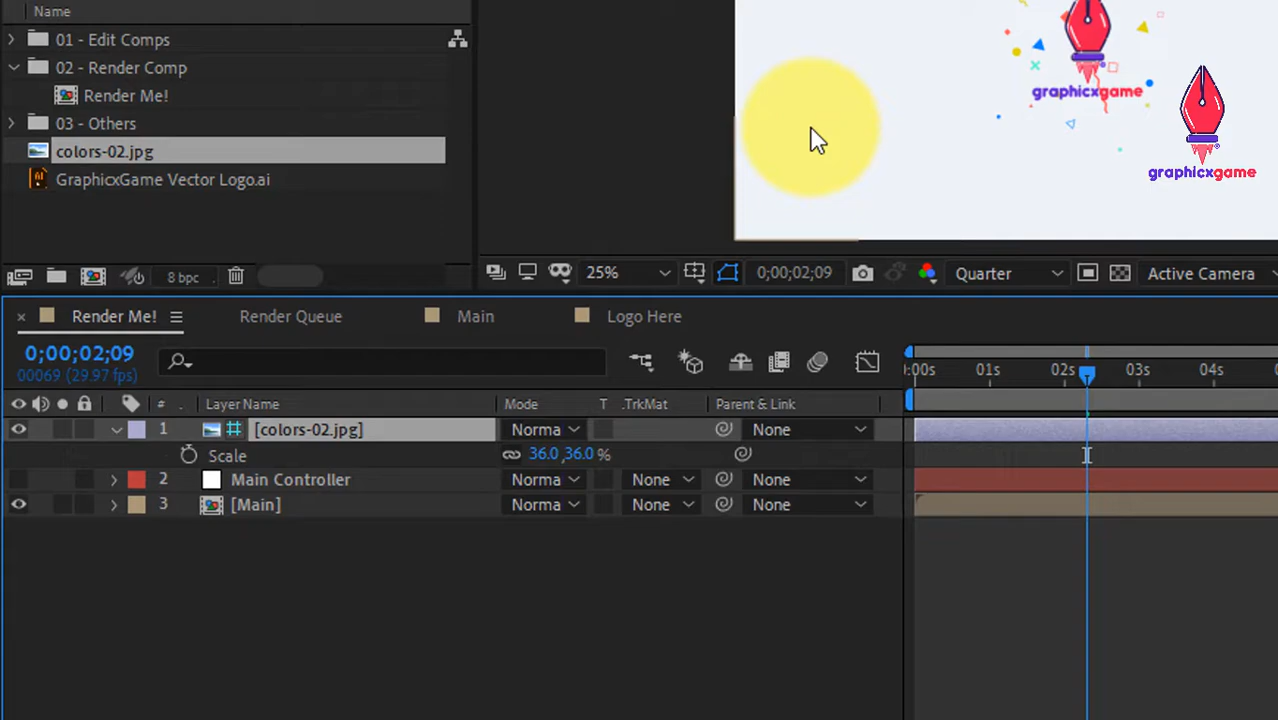 Name
01 - Edit Comps
02 - Render Comp
Render Me!
03 - Others
colors-02.jpg
GraphicxGame Vector Logo.ai
8 bpc
graphicxgame
graphicxgame
25%
0;00;02;09
Quarter
Active Camera
Render Me!
Render Queue
Main
Logo Here
0;00;02;09
00069 (29.97 fps)
:00s 01s 02s 03s 04s
# . Layer Name Mode T .TrkMat Parent & Link
1 [colors-02.jpg] Norma None
Scale 36.0,36.0%
2 Main Controller Norma None None
3 [Main] Norma None None